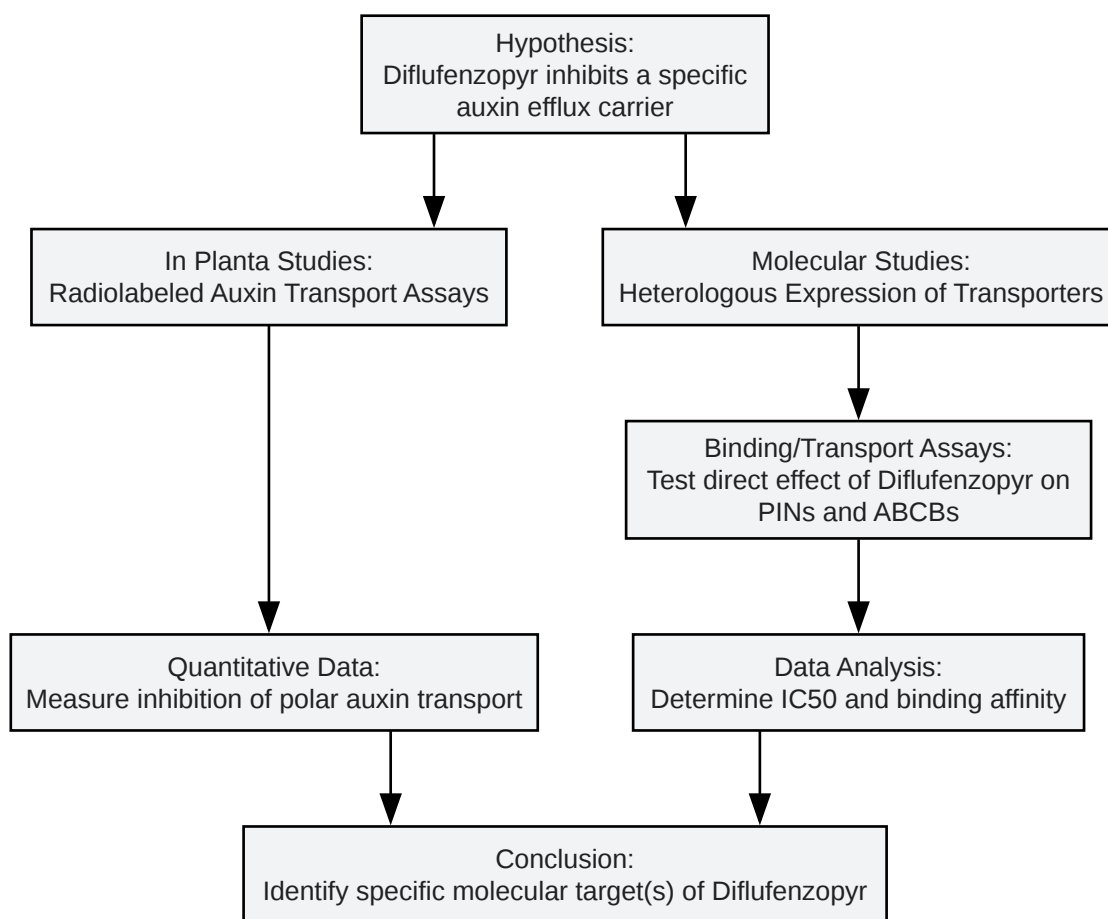 Hypothesis:
Diflufenzopyr inhibits a specific
auxin efflux carrier
In Planta Studies:
Radiolabeled Auxin Transport Assays
Molecular Studies:
Heterologous Expression of Transporters
Binding/Transport Assays:
Test direct effect of Diflufenzopyr on
PINs and ABCBs
Quantitative Data:
Measure inhibition of polar auxin transport
Data Analysis:
Determine IC50 and binding affinity
Conclusion:
Identify specific molecular target(s) of Diflufenzopyr